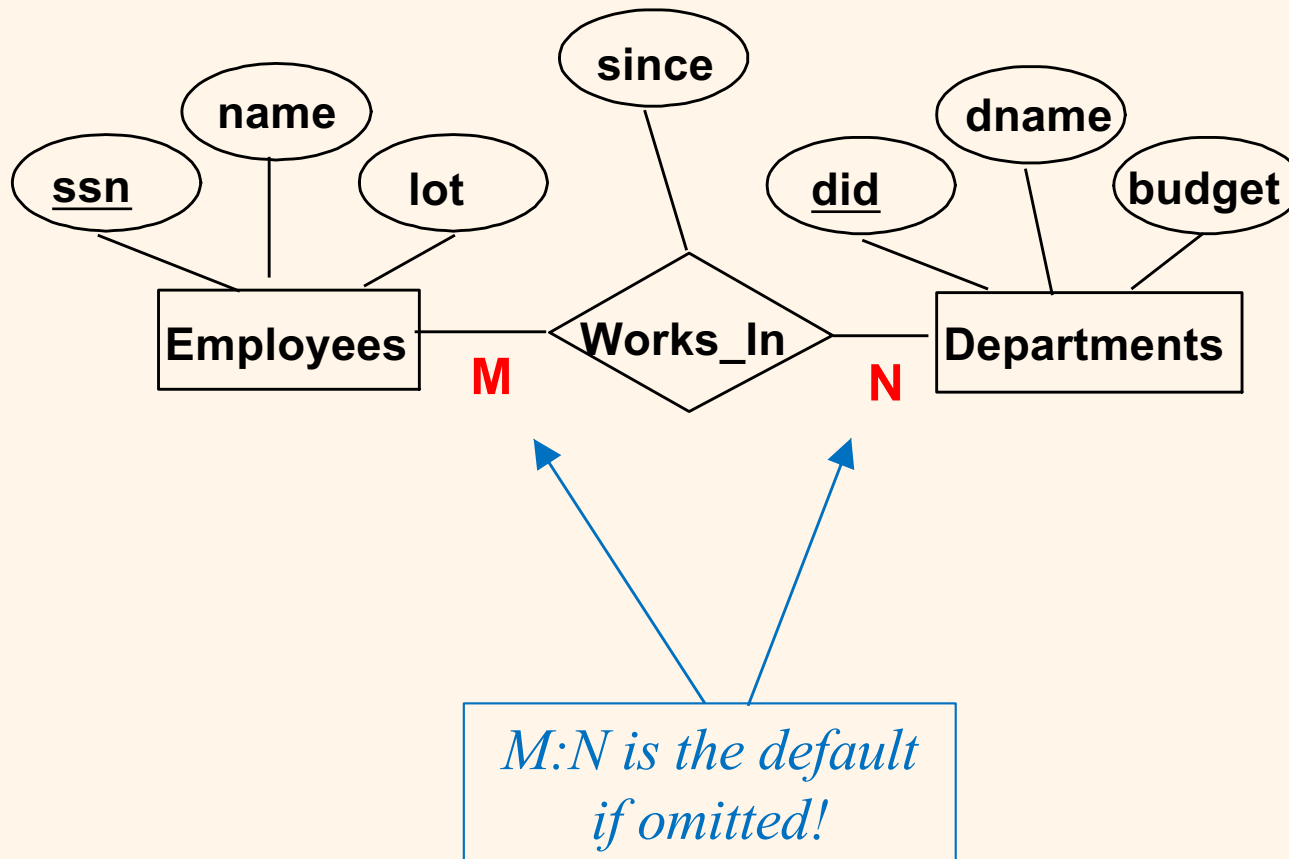 since
name
dname
ssn
lot
did
budget
Employees
Works_In
Departments
M
N
M:N is the default
if omitted!